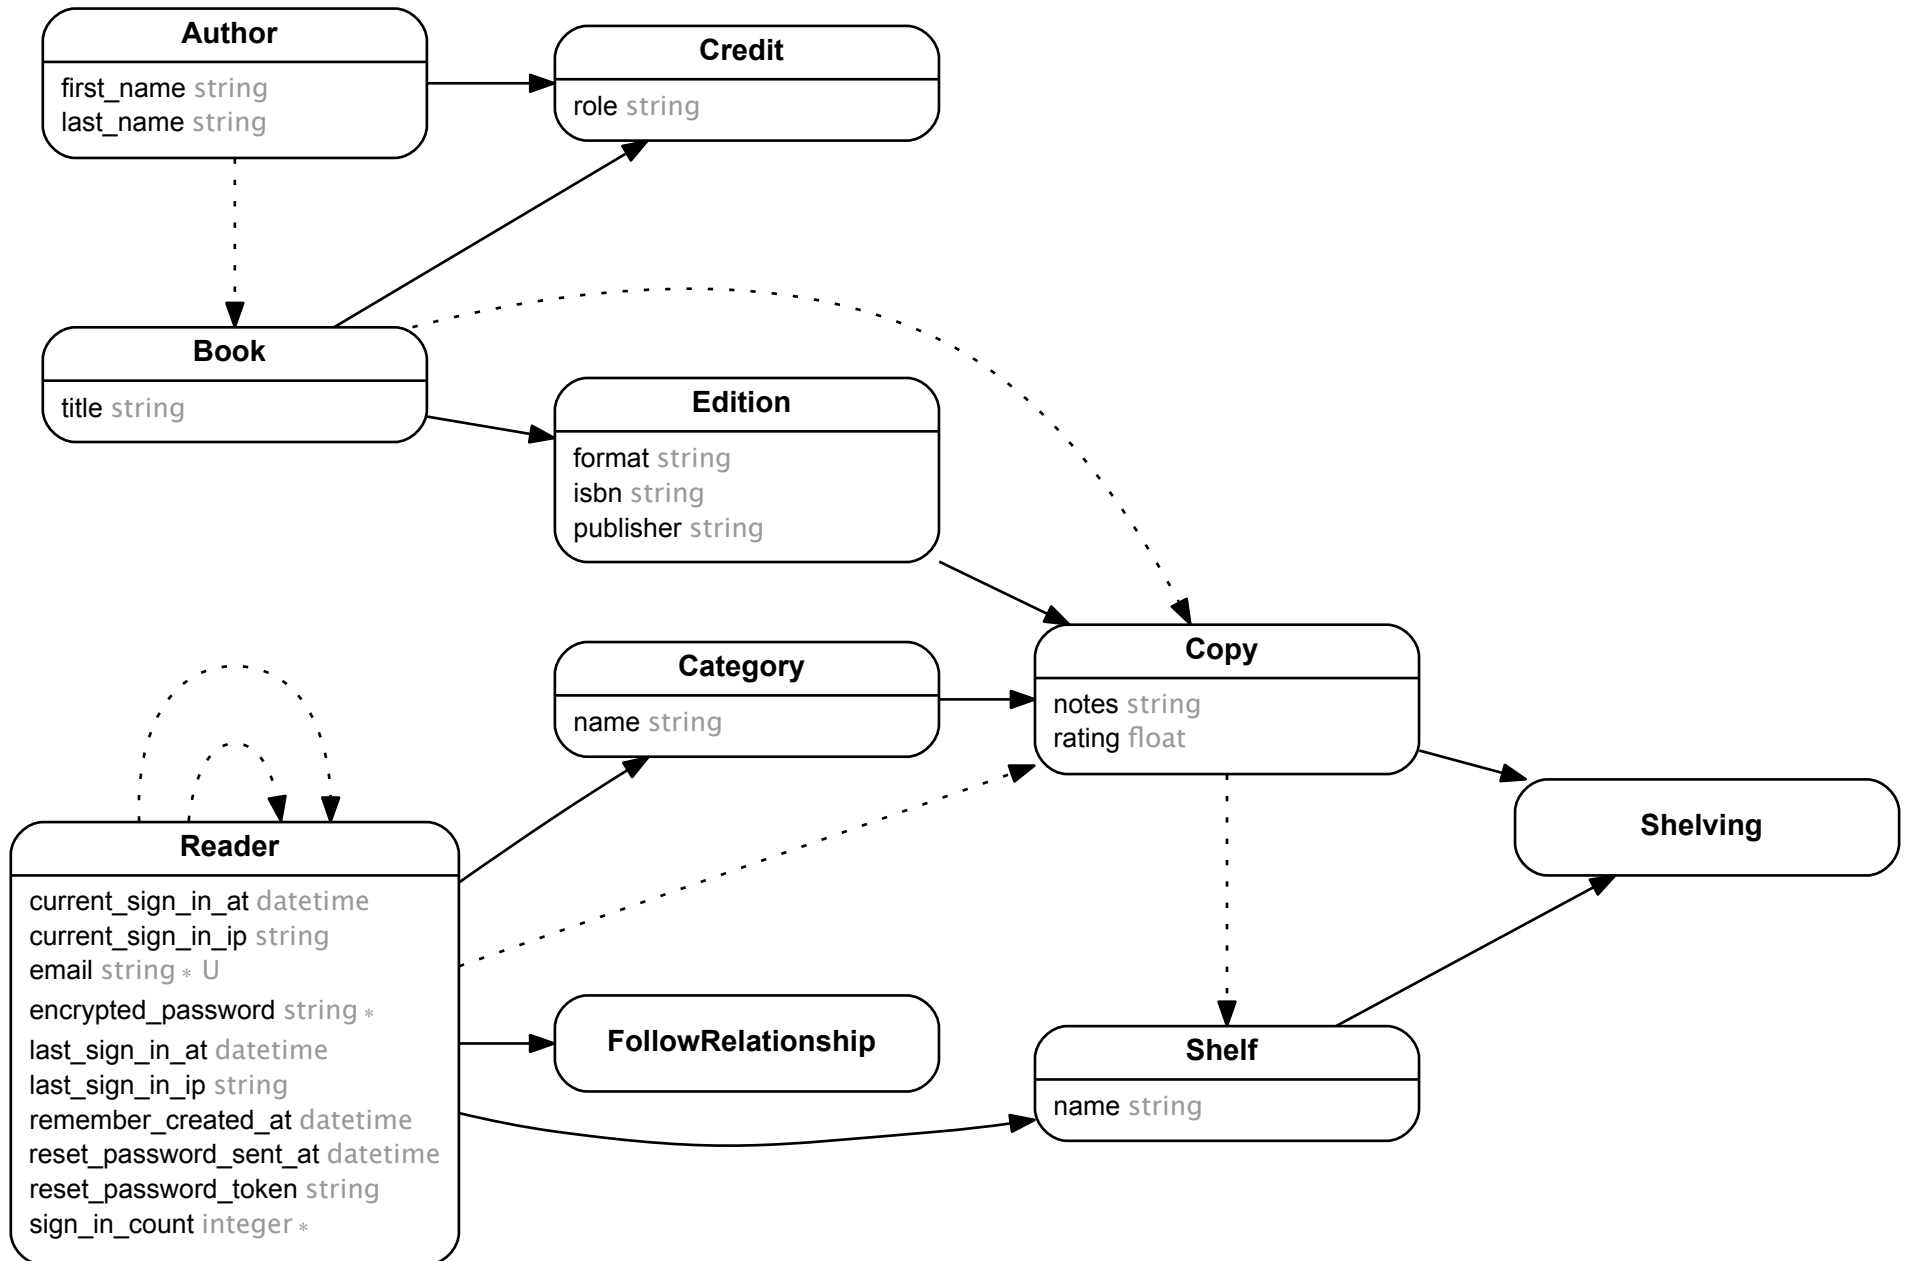 Author
first_name string
last_name string
Credit
role string
Book
title string
Edition
format string
isbn string
publisher string
Category
name string
Copy
notes string
rating float
Shelving
Reader
current_sign_in_at datetime
current_sign_in_ip string
email string * U
encrypted_password string *
last_sign_in_at datetime
last_sign_in_ip string
remember_created_at datetime
reset_password_sent_at datetime
reset_password_token string
sign_in_count integer *
FollowRelationship
Shelf
name string